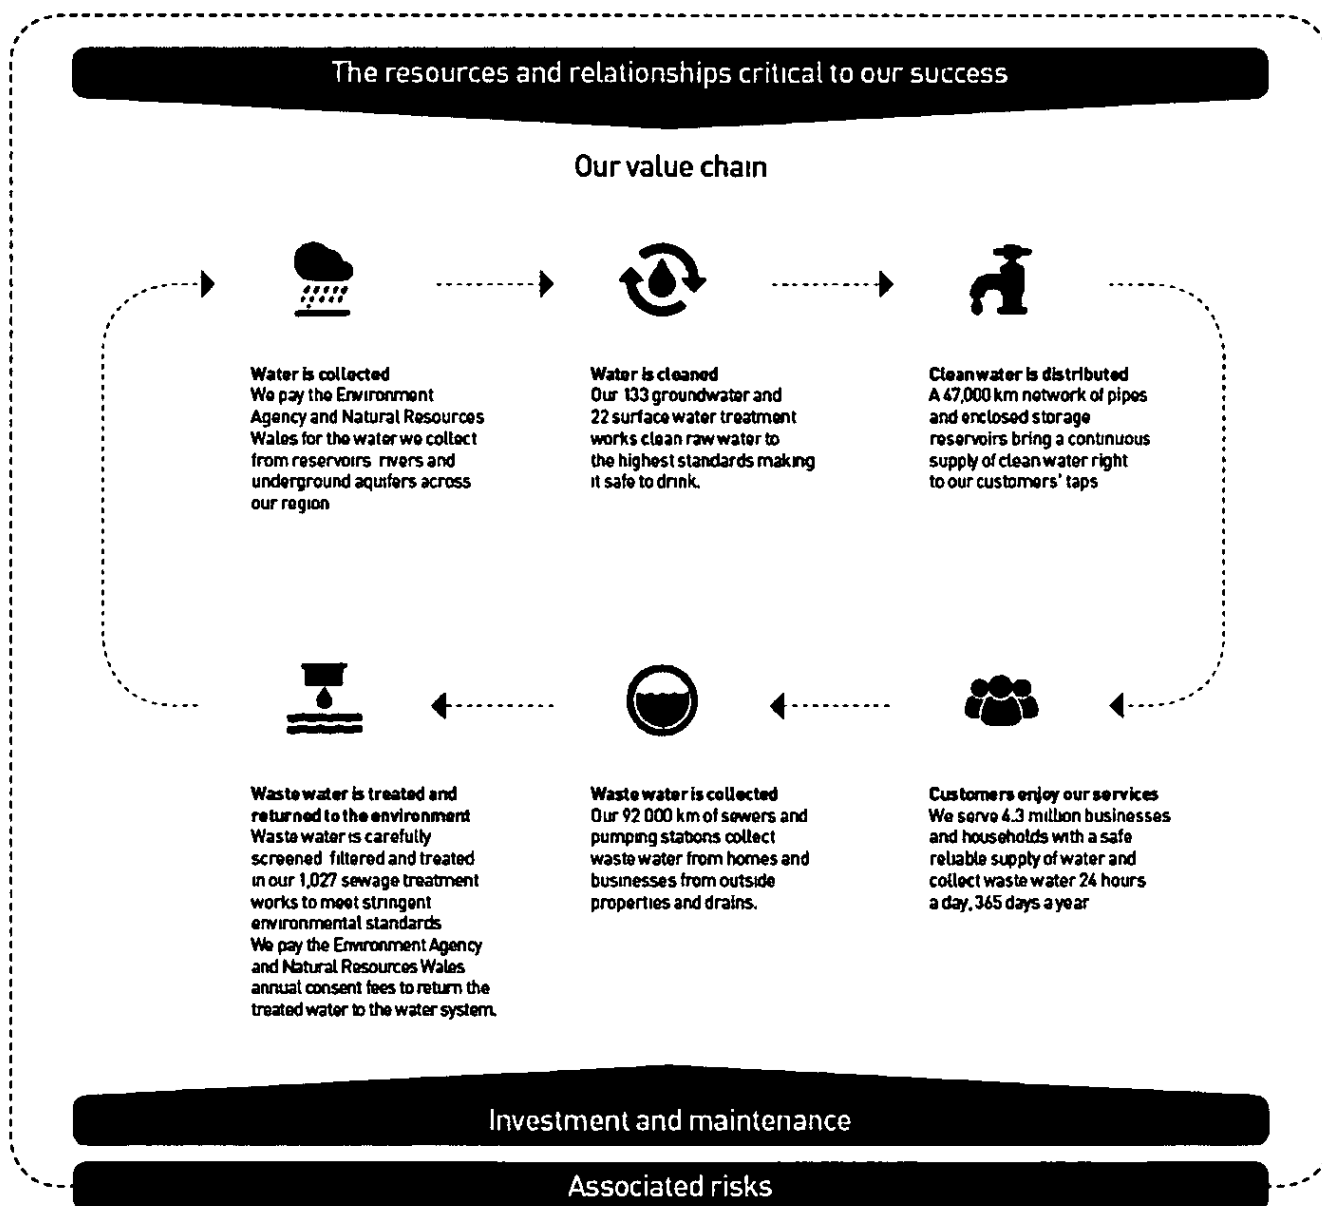 The resources and relationships critical to our success
Our value chain
Water is collected
We pay the Environment
Agency and Natural Resources
Wales for the water we collect
from reservoirs rivers and
underground aquifers across
our region
Water is cleaned
Our 133 groundwater and
22 surface water treatment
works clean raw water to
the highest standards making
it safe to drink.
Clean water is distributed
A 47,000 km network of pipes
and enclosed storage
reservoirs bring a continuous
supply of clean water right
to our customers' taps
Customers enjoy our services
We serve 4.3 million businesses
and households with a safe
reliable supply of water and
collect waste water 24 hours
a day, 365 days a year
Waste water is collected
Our 92 000 km of sewers and
pumping stations collect
waste water from homes and
businesses from outside
properties and drains.
Waste water is treated and
returned to the environment
Waste water is carefully
screened filtered and treated
in our 1,027 sewage treatment
works to meet stringent
environmental standards
We pay the Environment Agency
and Natural Resources Wales
annual consent fees to return the
treated water to the water system.
Investment and maintenance
Associated risks